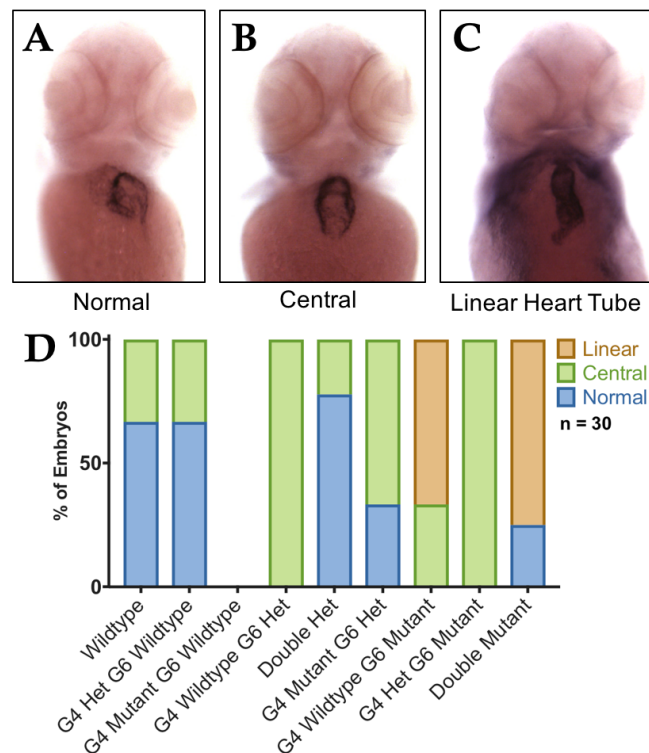 A
B
C
Normal
Central
Linear Heart Tube
D
100
50
0
% of Embryos
Linear
Central
Normal
n = 30
Wildtype
G4 Het G6 Wildtype
G4 Mutant G6 Wildtype
G4 Wildtype G6 Het
Double Het
G4 Mutant G6 Het
G4 Wildtype G6 Mutant
G4 Het G6 Mutant
Double Mutant